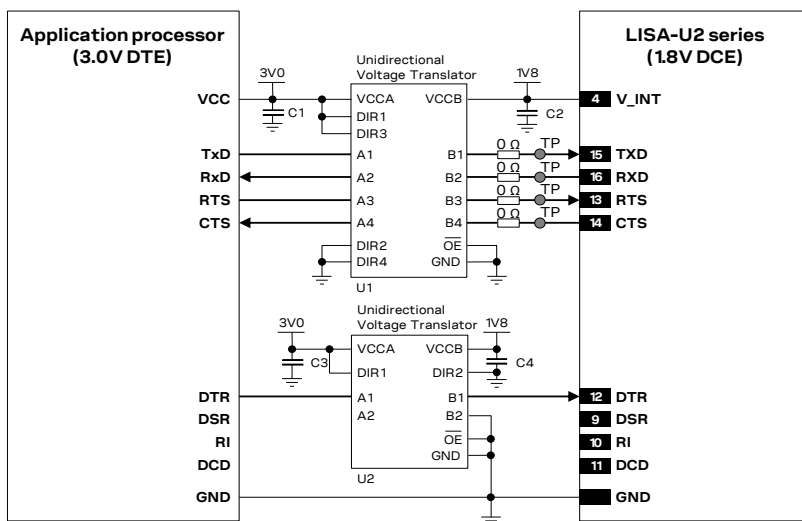 Application processor
(3.0V DTE)
LISA-U2 series
(1.8V DCE)
Unidirectional
Voltage Translator
3V0
1V8
VCC
VCCA
VCCB
4
V_INT
C1
DIR1
C2
DIR3
0 Ω
TP
TxD
A1
B1
15
TXD
0 Ω
TP
RxD
A2
B2
16
RXD
0 Ω
TP
RTS
A3
B3
13
RTS
0 Ω
TP
CTS
A4
B4
14
CTS
DIR2
OE
DIR4
GND
U1
Unidirectional
Voltage Translator
3V0
1V8
VCCA
VCCB
C3
DIR1
DIR2
C4
DTR
A1
B1
12
DTR
DSR
A2
B2
9
DSR
RI
OE
10
RI
GND
DCD
11
DCD
U2
GND
GND